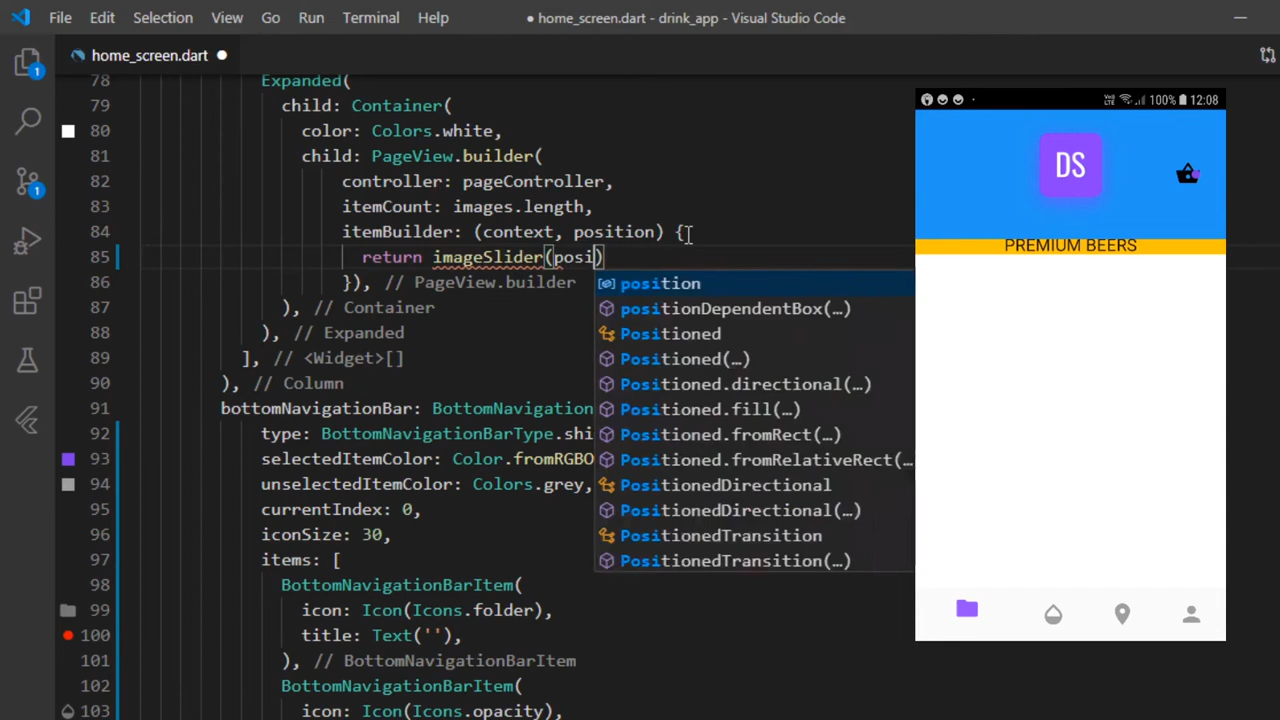 File Edit Selection View Go Run Terminal Help
● home_screen.dart - drink_app - Visual Studio Code
home_screen.dart ●
78 Expanded(
79 child: Container(
80 color: Colors.white,
81 child: PageView.builder(
82 controller: pageController,
83 itemCount: images.length,
84 itemBuilder: (context, position) {
85 return imageSlider(posi)
86 }), // PageView.builder
87 ), // Container
88 ), // Expanded
89 ], // <Widget>[]
90 ), // Column
91 bottomNavigationBar: BottomNavigation
92 type: BottomNavigationBarType.shi
93 selectedItemColor: Color.fromRGBO
94 unselectedItemColor: Colors.grey,
95 currentIndex: 0,
96 iconSize: 30,
97 items: [
98 BottomNavigationBarItem(
99 icon: Icon(Icons.folder),
100 title: Text(''),
101 ), // BottomNavigationBarItem
102 BottomNavigationBarItem(
103 icon: Icon(Icons.opacity),
position
positionDependentBox(…)
Positioned
Positioned(…)
Positioned.directional(…)
Positioned.fill(…)
Positioned.fromRect(…)
Positioned.fromRelativeRect(…
PositionedDirectional
PositionedDirectional(…)
PositionedTransition
PositionedTransition(…)
1
1
100% 12:08
DS
PREMIUM BEERS